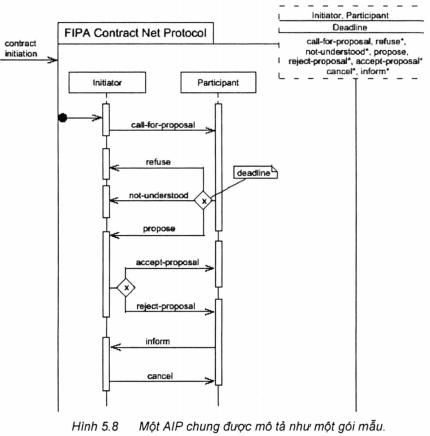 Initiator, Participant
Deadline
call-for-proposal, refuse*,
not-understood*, propose,
reject-proposal*, accept-proposal*
cancel*, inform*
FIPA Contract Net Protocol
contract
initiation
Initiator
Participant
call-for-proposal
refuse
deadline
not-understood
x
propose
accept-proposal
x
reject-proposal
inform
cancel
Hình 5.8 Một AIP chung được mô tả như một gói mẫu.